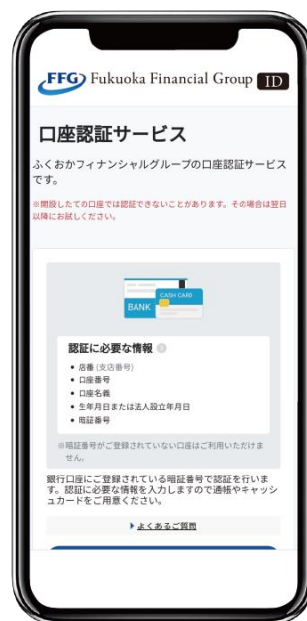 FFG Fukuoka Financial Group ID
口座認証サービス
ふくおかフィナンシャルグループの口座認証サービス
です。
※開設したての口座では認証できないことがあります。その場合は翌日
以降にお試しください。
BANK
CASH CARD
認証に必要な情報
• 店番 (支店番号)
• 口座番号
• 口座名義
• 生年月日または法人設立年月日
• 暗証番号
※暗証番号がご登録されていない口座はご利用いただけま
せん。
銀行口座にご登録されている暗証番号で認証を行いま
す。認証に必要な情報を入力しますので通帳やキャッシ
ュカードをご用意ください。
よくあるご質問